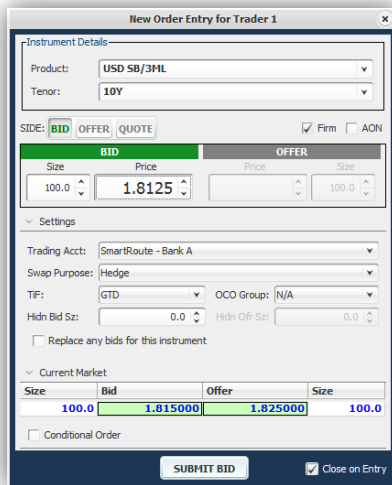 New Order Entry for Trader 1
Instrument Details
Product: USD SB/3ML
Tenor: 10Y
SIDE: BID OFFER QUOTE Firm AON
BID OFFER
Size Price Price Size
100.0 1.8125 100.0
Settings
Trading Acct: SmartRoute - Bank A
Swap Purpose: Hedge
TiF: GTD OCO Group: N/A
Hidn Bid Sz: 0.0 Hidn Ofr Sz: 0.0
Replace any bids for this instrument
Current Market
Size Bid Offer Size
100.0 1.815000 1.825000 100.0
Conditional Order
SUBMIT BID Close on Entry